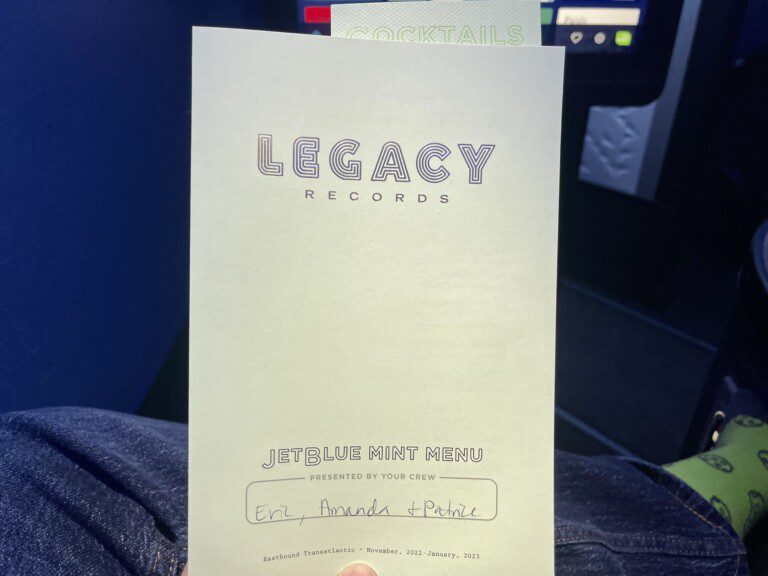 COCKTAILS
LEGACY
RECORDS
JETBLUE MINT MENU
PRESENTED BY YOUR CREW
Eric, Amanda + Patrice
Eastbound Transatlantic • November, 2022-January, 2023